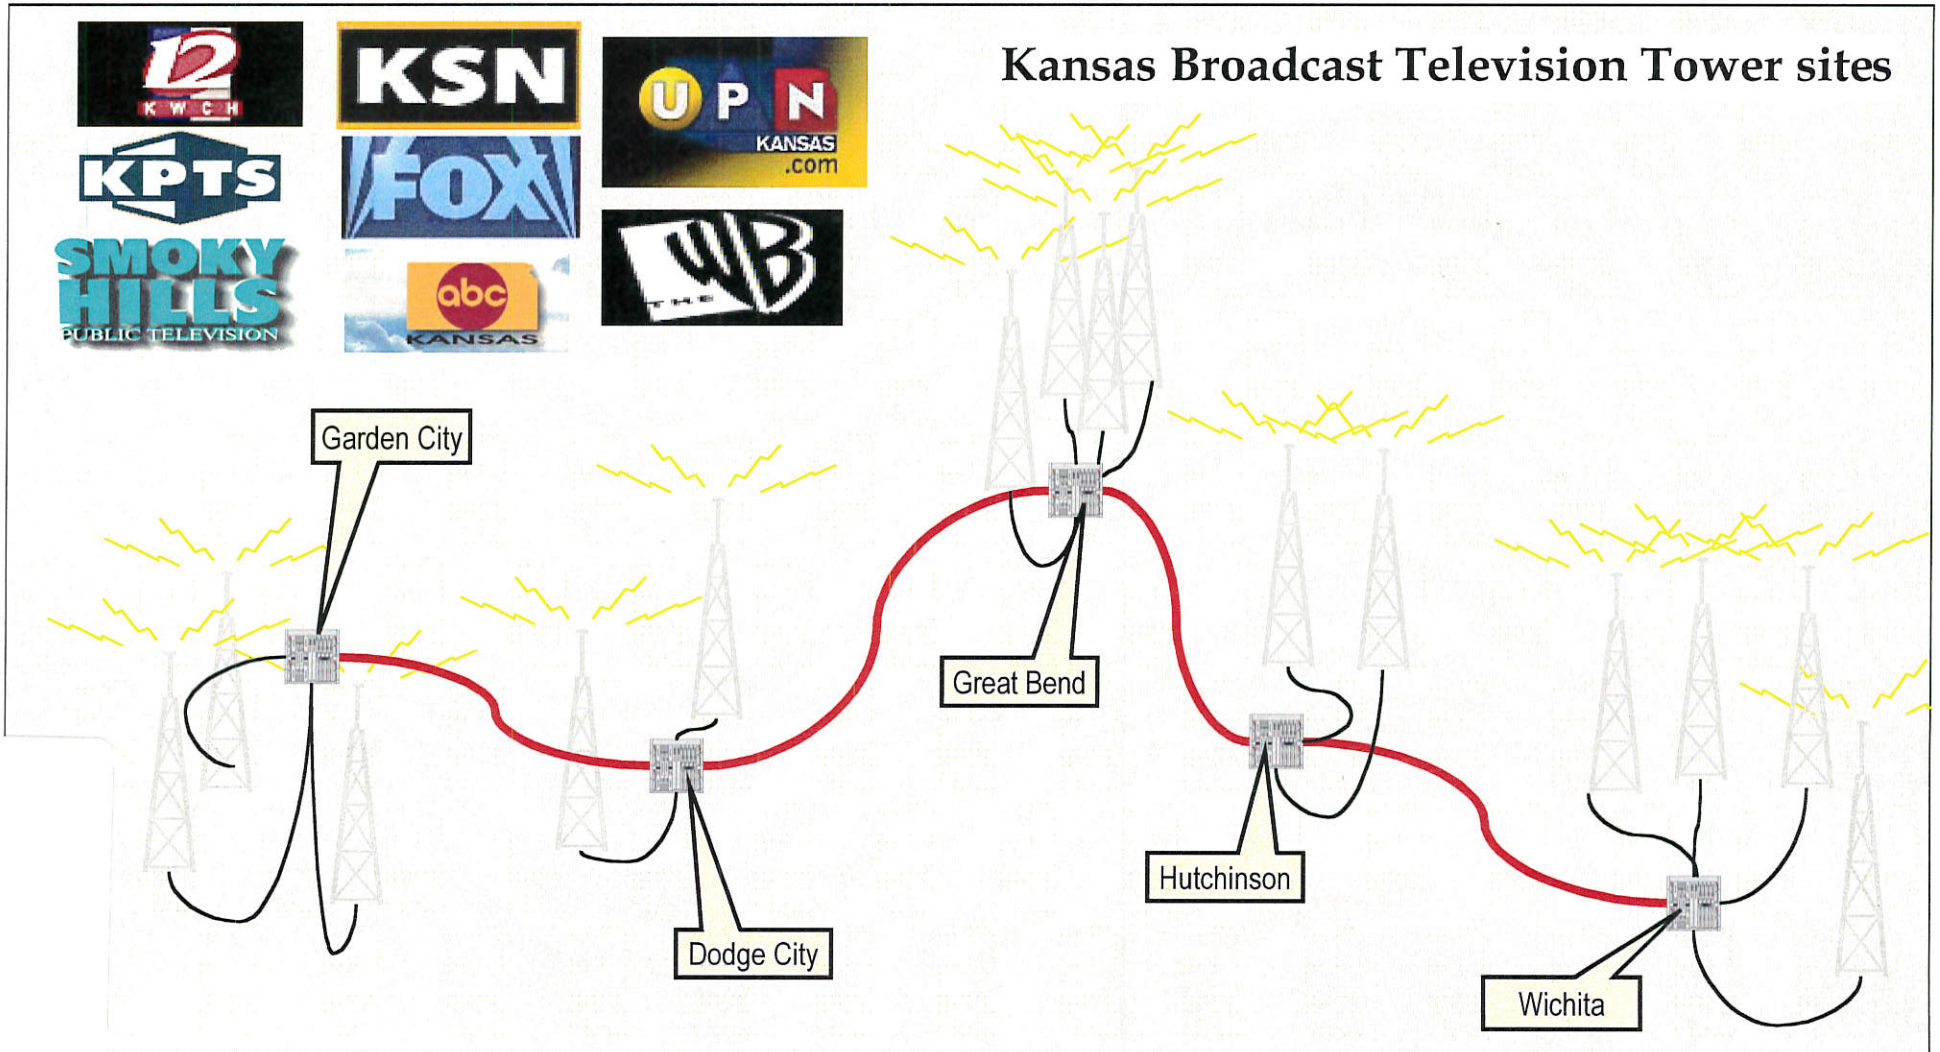 Kansas Broadcast Television Tower sites
12
KWCH
KSN
UPN
KANSAS
.com
KPTS
FOX
SMOKY
HILLS
PUBLIC TELEVISION
abc
KANSAS
THE WB
Garden City
Great Bend
Hutchinson
Dodge City
Wichita